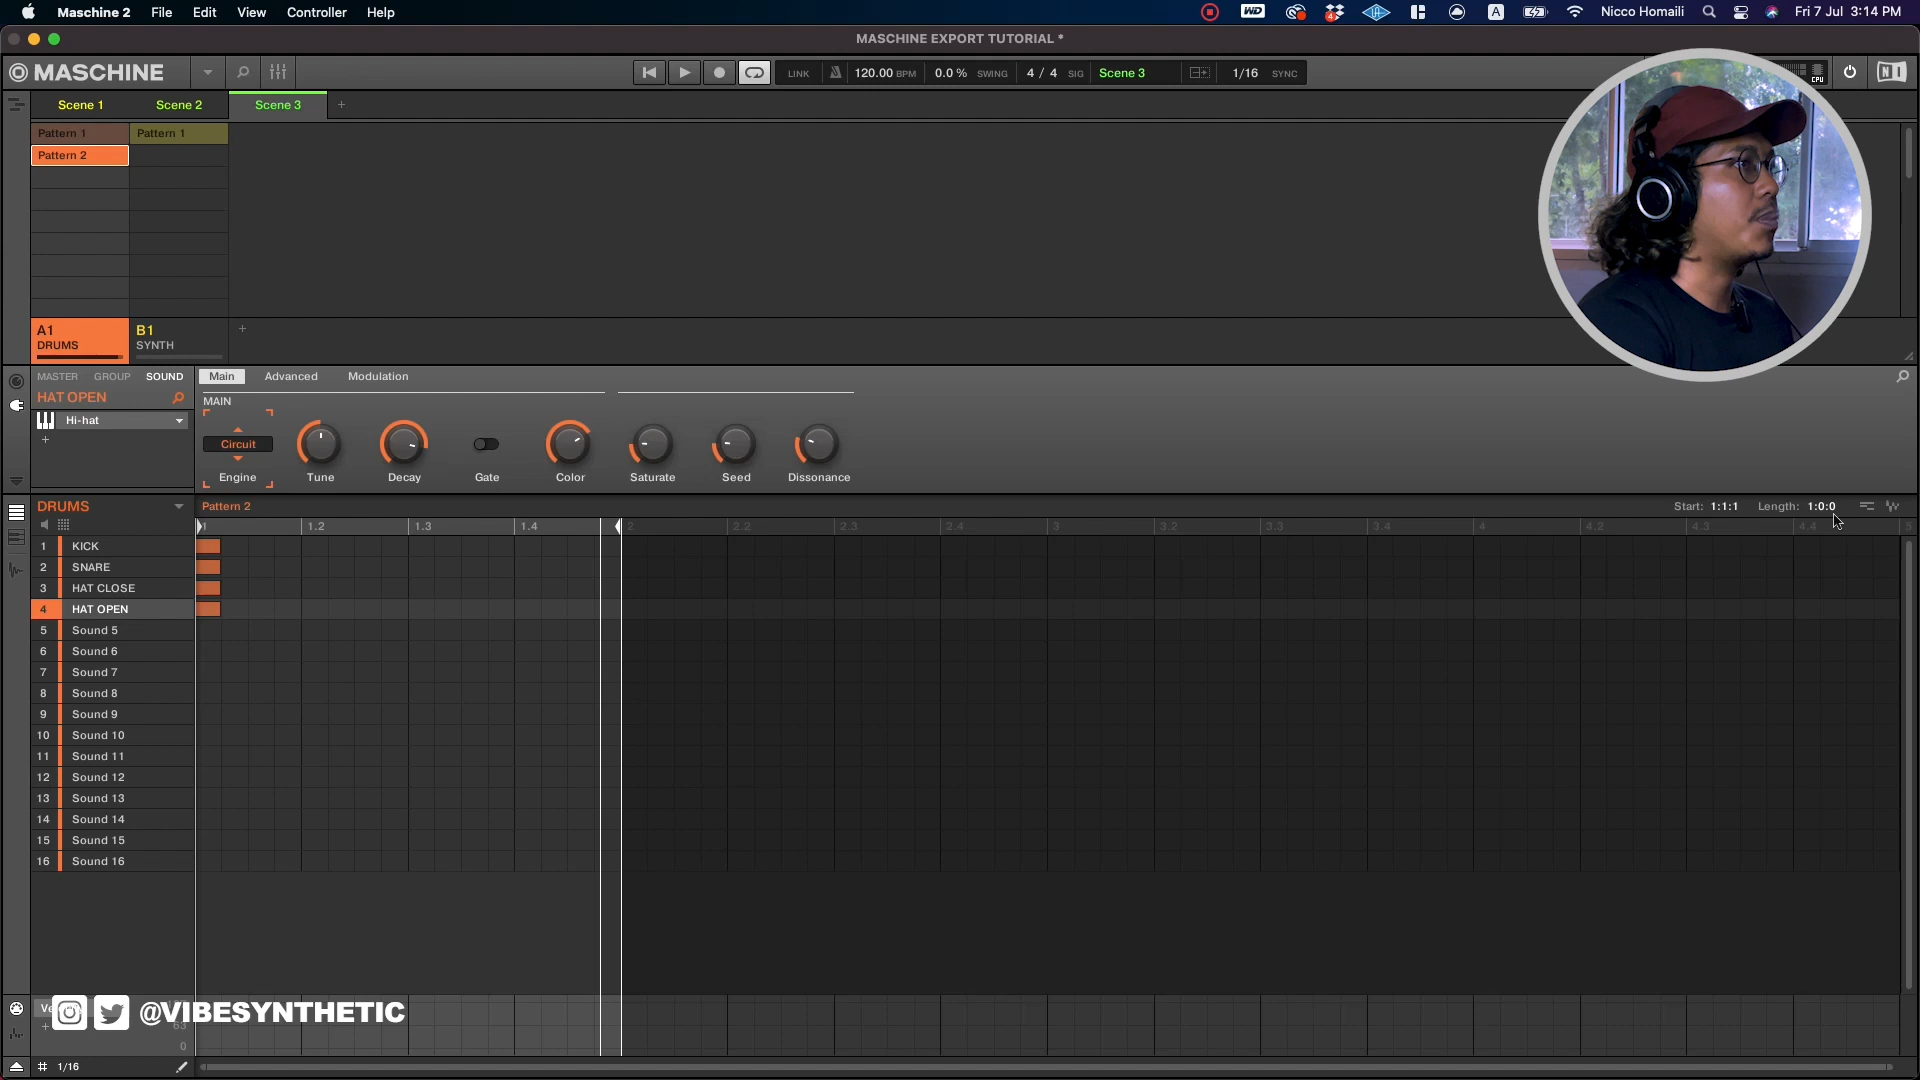 Maschine 2 File Edit View Controller Help
WD 4 A Nicco Homaili Fri 7 Jul 3:14 PM
MASCHINE EXPORT TUTORIAL *
MASCHINE
LINK 120.00 BPM 0.0 % SWING 4 / 4 SIG Scene 3 1/16 SYNC
CPU NI
Scene 1 Scene 2 Scene 3 +
Pattern 1 Pattern 1
Pattern 2
A1 B1 +
DRUMS SYNTH
MASTER GROUP SOUND Main Advanced Modulation
HAT OPEN MAIN
Hi-hat
+
Circuit
Engine Tune Decay Gate Color Saturate Seed Dissonance
DRUMS Pattern 2 Start: 1:1:1 Length: 1:0:0
1 1.2 1.3 1.4 2 2.2 2.3 2.4 3 3.2 3.3 3.4 4 4.2 4.3 4.4 5
1 KICK
2 SNARE
3 HAT CLOSE
4 HAT OPEN
5 Sound 5
6 Sound 6
7 Sound 7
8 Sound 8
9 Sound 9
10 Sound 10
11 Sound 11
12 Sound 12
13 Sound 13
14 Sound 14
15 Sound 15
16 Sound 16
@VIBESYNTHETIC
+ 63
0
1/16